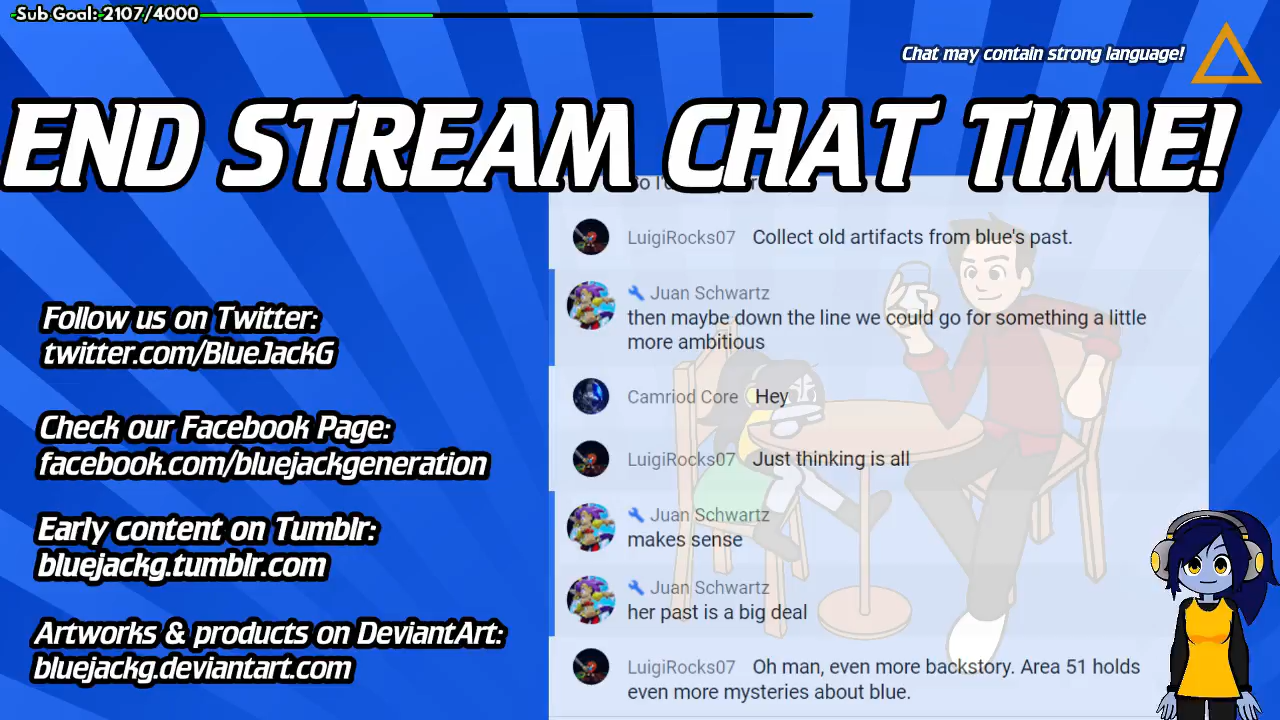 Sub Goal: 2107/4000
Chat may contain strong language!
END STREAM CHAT TIME!
Follow us on Twitter:
twitter.com/BlueJackG
Check our Facebook Page:
facebook.com/bluejackgeneration
Early content on Tumblr:
bluejackg.tumblr.com
Artworks & products on DeviantArt:
bluejackg.deviantart.com
LuigiRocks07 Collect old artifacts from blue's past.
Juan Schwartz
then maybe down the line we could go for something a little
more ambitious
Camriod Core Hey
LuigiRocks07 Just thinking is all
Juan Schwartz
makes sense
Juan Schwartz
her past is a big deal
LuigiRocks07 Oh man, even more backstory. Area 51 holds
even more mysteries about blue.